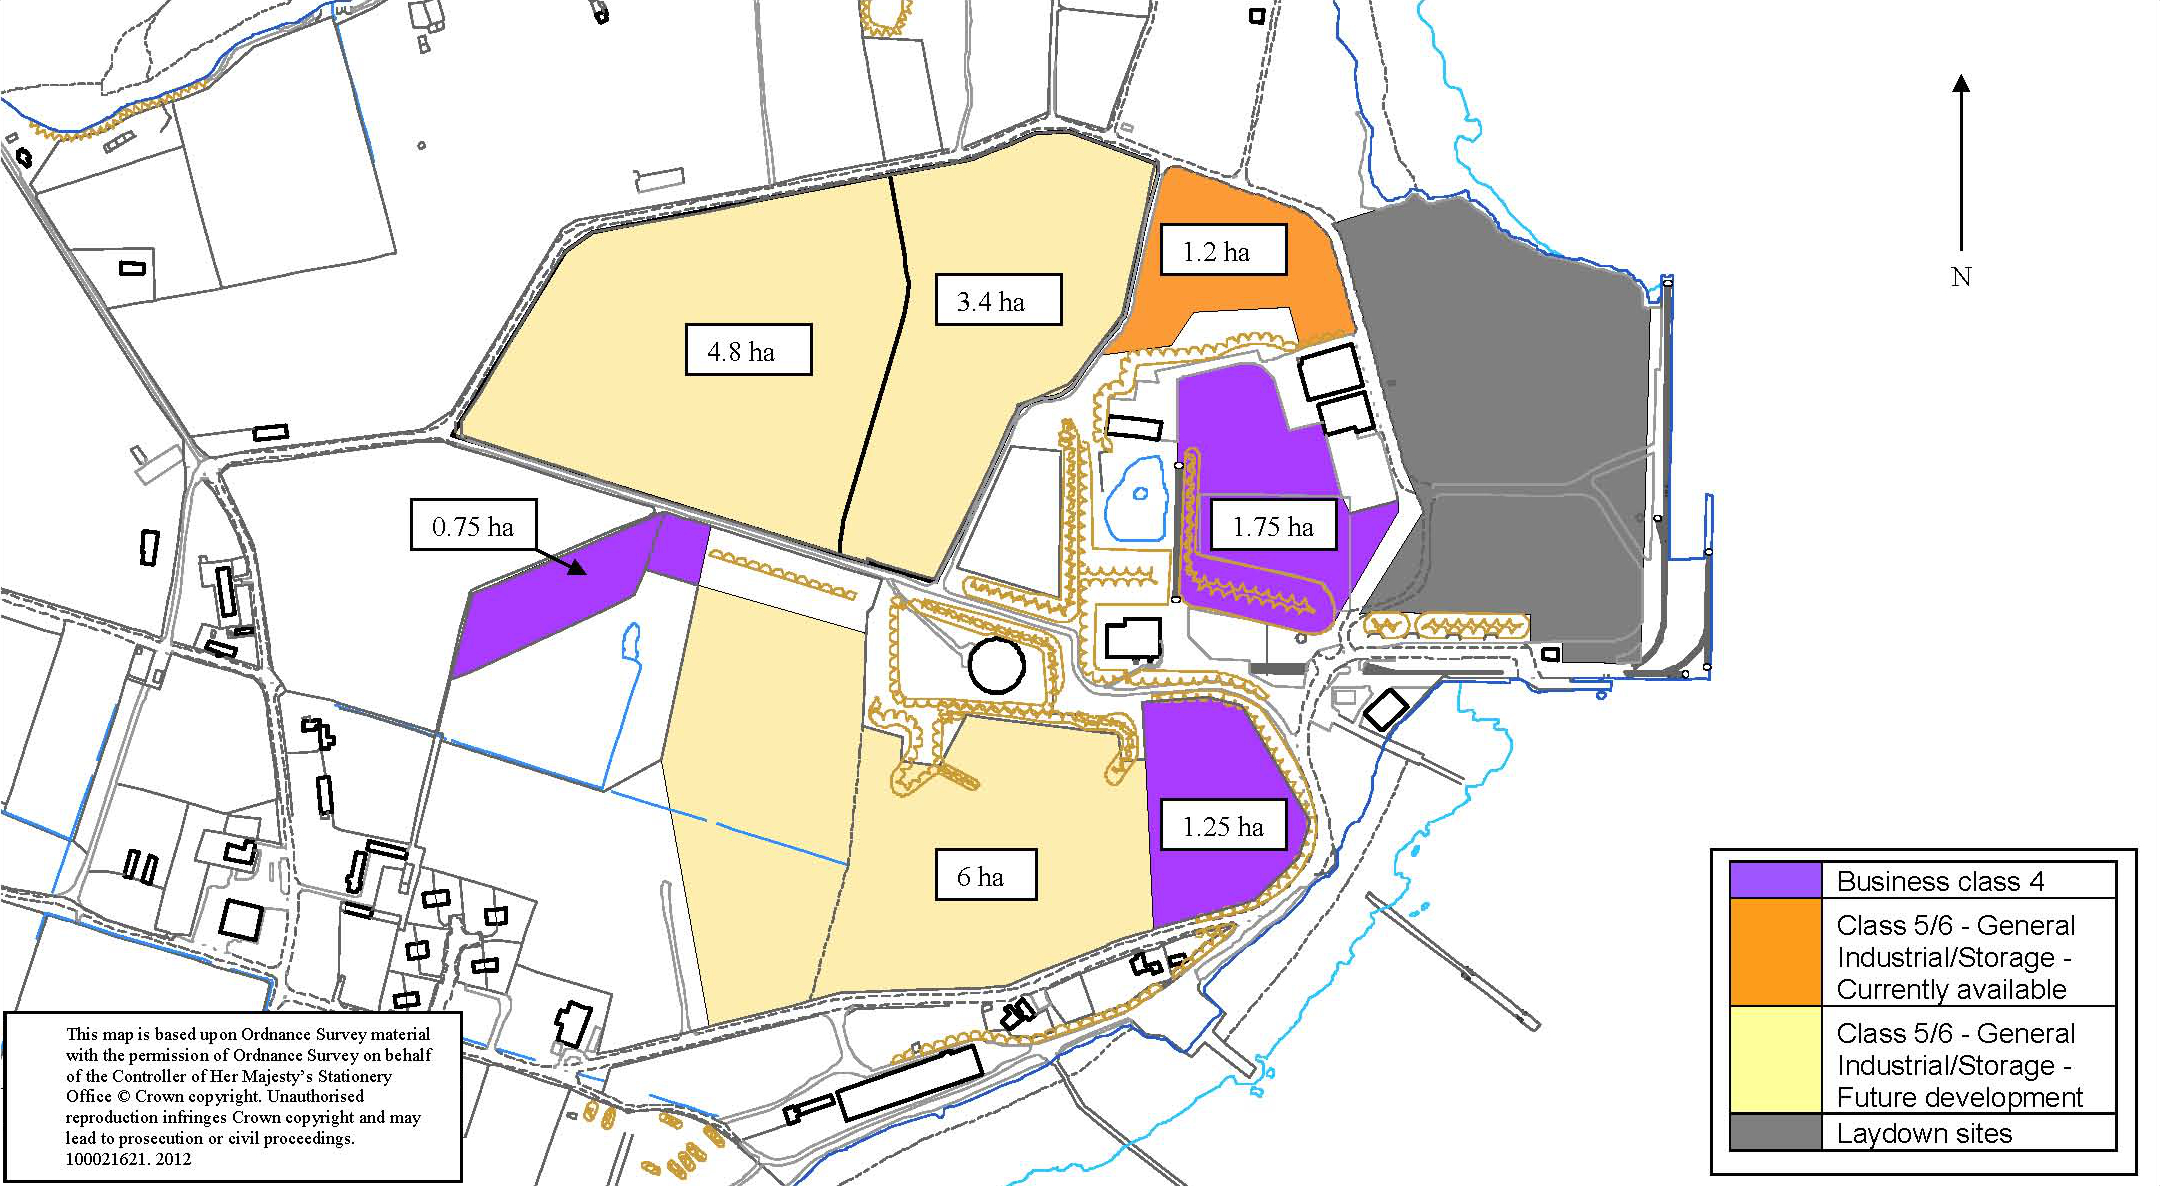 N
1.2 ha
3.4 ha
4.8 ha
0.75 ha
1.75 ha
1.25 ha
6 ha
Business class 4
Class 5/6 - General
Industrial/Storage -
Currently available
Class 5/6 - General
Industrial/Storage -
Future development
Laydown sites
This map is based upon Ordnance Survey material
with the permission of Ordnance Survey on behalf
of the Controller of Her Majesty's Stationery
Office © Crown copyright. Unauthorised
reproduction infringes Crown copyright and may
lead to prosecution or civil proceedings.
100021621. 2012